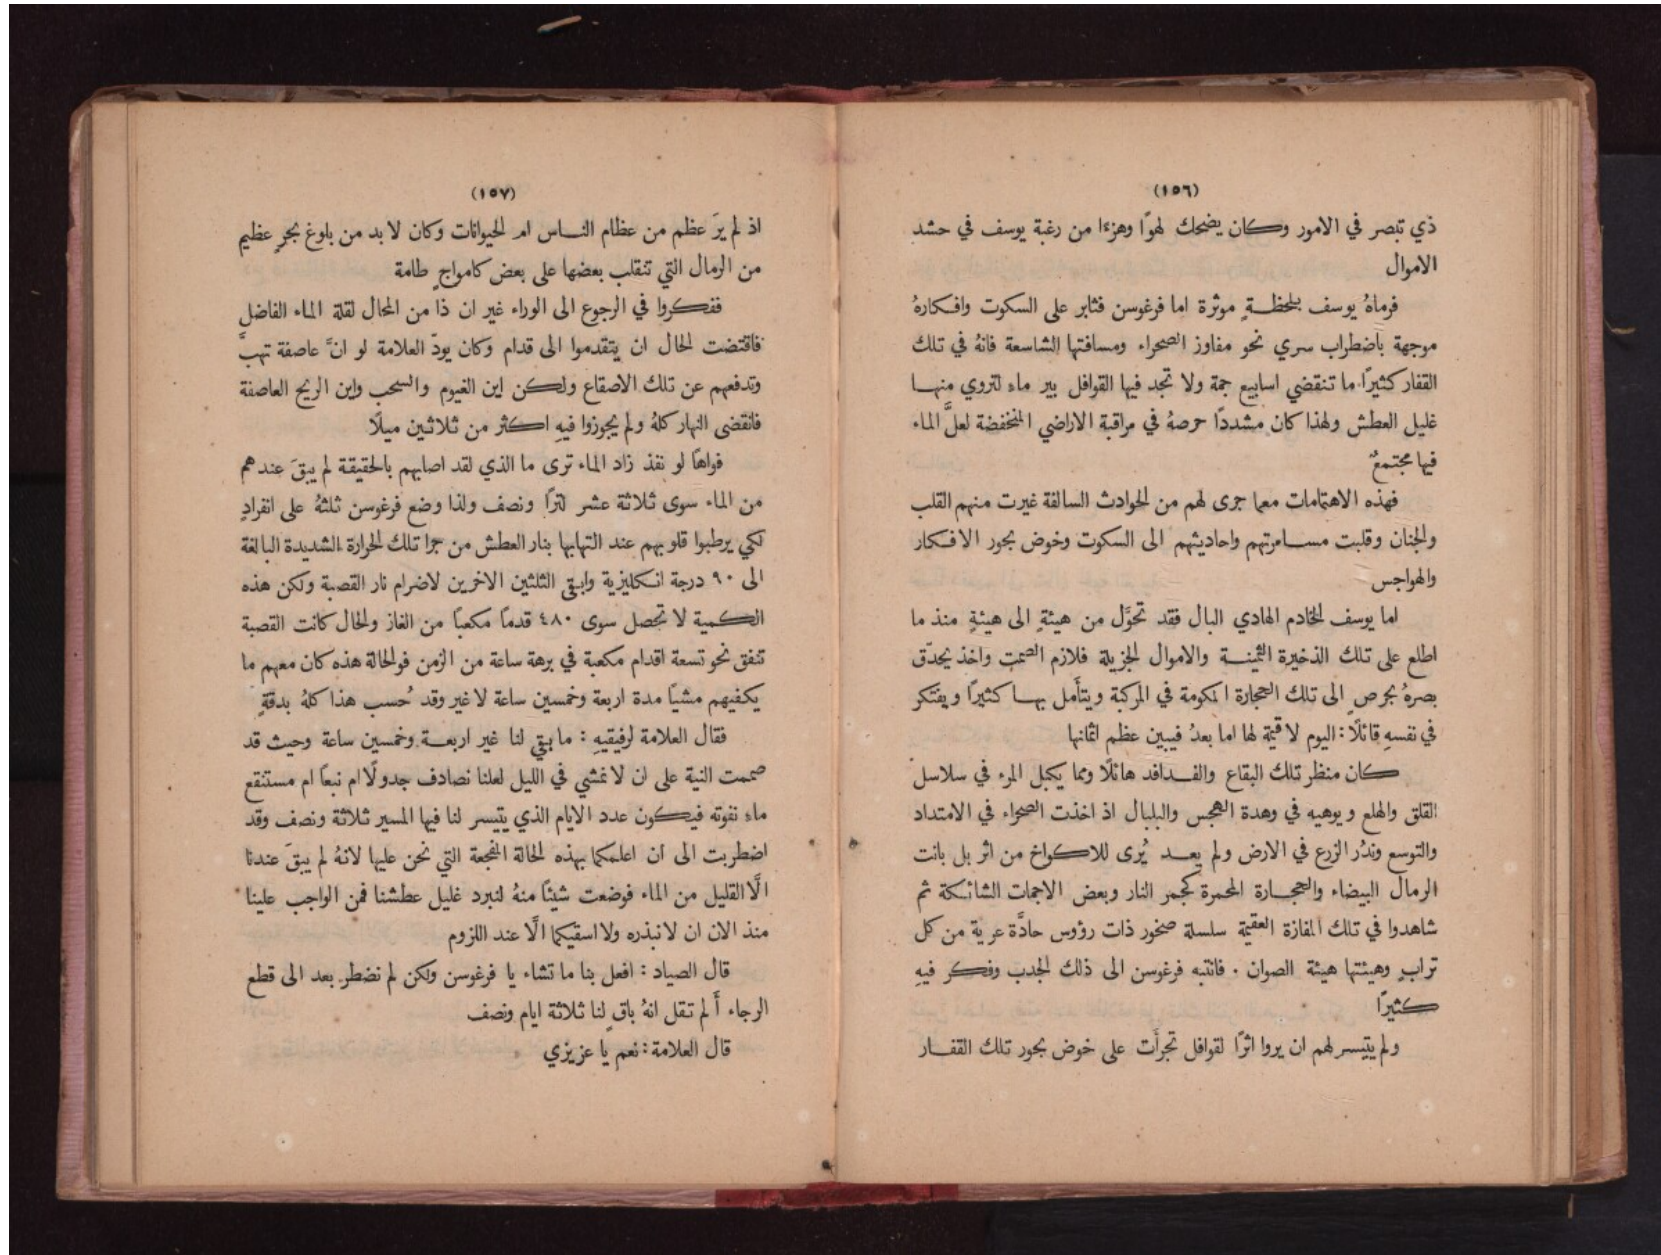 (١٥٦)
ذي تبصر في الامور وكان يضحك لهوًا وهزءًا من رغبة يوسف في حشد
الاموال
فرماهُ يوسف بلحظةٍ موثرة اما فرغوسن فثابر على السكوت وافكارهُ
موجهة باضطراب سري نحو مفاوز الصحراء ومسافتها الشاسعة فانهُ في تلك
القفار كثيرًا ما تنقضي اسابيع جمة ولا تجد فيها القوافل بير ماء لتروي منها
غليل العطش ولهذا كان مشددًا حرصهُ في مراقبة الاراضي المنخفضة لعلَّ الماء
فيها مجتمعٌ
فهذه الاهتمامات معما جرى لهم من الحوادث السالفة غيرت منهم القلب
والجنان وقلبت مسامرتهم واحاديثهم الى السكوت وخوض بحور الافكار
والهواجس
اما يوسف الخادم الهادي البال فقد تحوَّل من هيئةٍ الى هيئةٍ منذ ما
اطلع على تلك الذخيرة الثمينة والاموال الجزيلة فلازم الصمت واخذ يحدّق
بصرهُ بحرصٍ الى تلك الحجارة المكومة في المركبة ويتأمل بها كثيرًا ويفتكر
في نفسهِ قائلًا : اليوم لا قيمة لها اما بعدُ فيبين عظم اثمانها
كان منظر تلك البقاع والفدافد هائلًا ومما يكبل المرء في سلاسل
القلق والهلع ويوهيه في وهدة الهجس والبلبال اذ اخذت الصحراء في الامتداد
والتوسع وندُر الزرع في الارض ولم يعد يُرى للاكواخ من اثر بل بانت
الرمال البيضاء والحجارة المحمرة كجمر النار وبعض الاجمات الشائكة ثم
شاهدوا في تلك المفازة العقيمة سلسلة صخور ذات رؤوس حادَّة عرية من كل
ترابٍ وهيئتها هيئة الصوان . فانتبه فرغوسن الى ذلك الجدب وفكر فيهِ
كثيرًا
ولم يتيسر لهم ان يروا اثرًا لقوافل تجرأَت على خوض بحور تلك القفار
(١٥٧)
اذ لم يرَ عظم من عظام الناس ام الحيوانات وكان لا بد من بلوغ بحرٍ عظيم
من الرمال التي تنقلب بعضها على بعض كامواجٍ طامة
ففكروا في الرجوع الى الوراء غير ان ذا من المحال لقلة الماء الفاضل
فاقتضت الحال ان يتقدموا الى قدام وكان يودّ العلامة لو انَّ عاصفة تهبَّ
وتدفعهم عن تلك الاصقاع ولكن اين الغيوم والسحب واين الريح العاصفة
فانقضى النهار كلهُ ولم يجوزوا فيهِ اكثر من ثلاثين ميلًا
فواهًا لو نفذ زاد الماء ترى ما الذي لقد اصابهم بالحقيقة لم يبقَ عندهم
من الماء سوى ثلاثة عشر لترًا ونصف ولذا وضع فرغوسن ثلثهُ على انفرادٍ
لكي يرطبوا قلوبهم عند التهابها بنار العطش من جرا تلك الحرارة الشديدة البالغة
الى ٩٠ درجة انكليزية وابقى الثلثين الاخرين لاضرام نار القصبة ولكن هذه
الكمية لا تحصل سوى ٤٨٠ قدمًا مكعبًا من الغاز والحال كانت القصبة
تنفق نحو تسعة اقدام مكعبة في برهة ساعة من الزمن فوالحالة هذه كان معهم ما
يكفيهم مشيًا مدة اربعة وخمسين ساعة لا غير وقد حُسب هذا كلهُ بدقةٍ
فقال العلامة لرفيقيهِ : ما بقي لنا غير اربعة وخمسين ساعة وحيث قد
صممت النية على ان لا نمشي في الليل لعلنا نصادف جدولًا ام نبعًا ام مستنقع
ماءٍ نفوته فيكون عدد الايام الذي يتيسر لنا فيها المسير ثلاثة ونصف وقد
اضطربت الى ان اعلمكما بهذه الحالة المفجعة التي نحن عليها لانهُ لم يبقَ عندنا
الَّا القليل من الماء فوضعت شيئًا منهُ لنبرد غليل عطشنا فمن الواجب علينا
منذ الان ان لا نبذره ولا اسقيكما الَّا عند اللزوم
قال الصياد : افعل بنا ما تشاء يا فرغوسن ولكن لم نضطر بعد الى قطع
الرجاء أَ لم تقل انهُ باقٍ لنا ثلاثة ايام ونصف
قال العلامة : نعم يا عزيزي